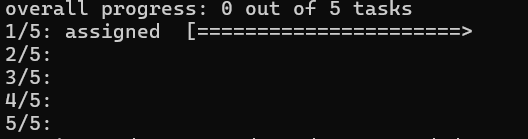 overall progress: 0 out of 5 tasks
1/5: assigned  [======================>
2/5:
3/5:
4/5:
5/5: